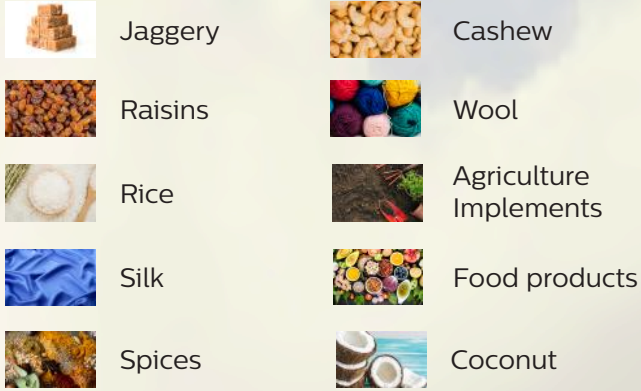 Jaggery
Cashew
Raisins
Wool
Rice
Agriculture
Implements
Silk
Food products
Spices
Coconut